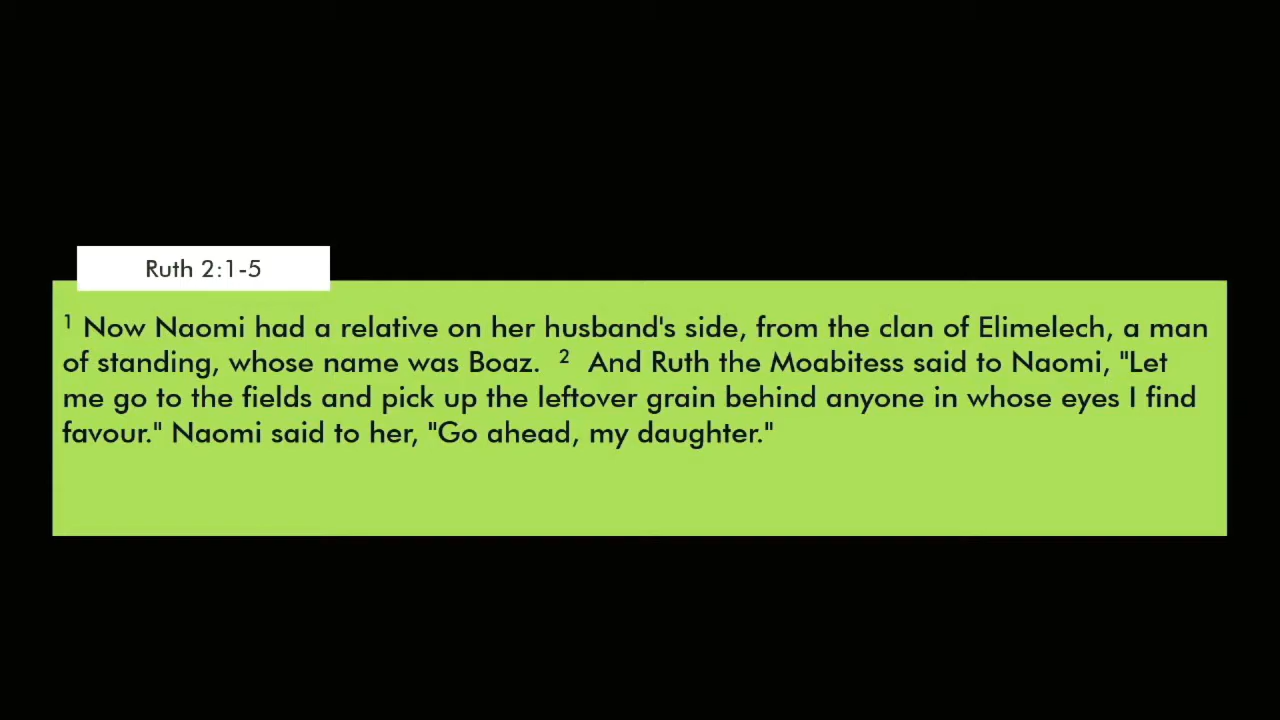 Ruth 2:1-5
1 Now Naomi had a relative on her husband's side, from the clan of Elimelech, a man
of standing, whose name was Boaz. 2 And Ruth the Moabitess said to Naomi, "Let
me go to the fields and pick up the leftover grain behind anyone in whose eyes I find
favour." Naomi said to her, "Go ahead, my daughter."